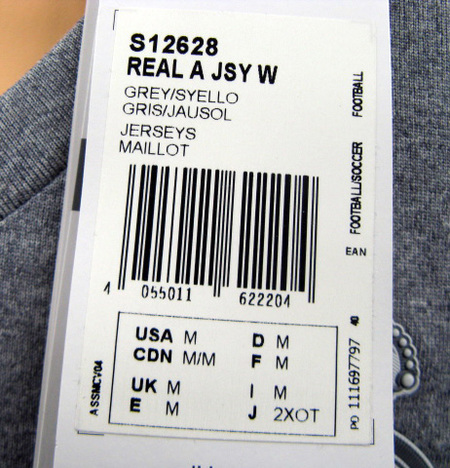 S12628
REAL A JSY W
GREY/SYELLO
GRIS/JAUSOL
JERSEYS
MAILLOT
FOOTBALL/SOCCER FOOTBALL
EAN
4 055011 622204
USA M D M
CDN M/M F M
UK M I M
E M J 2XOT
ASSMCV04
PO 111697797 40